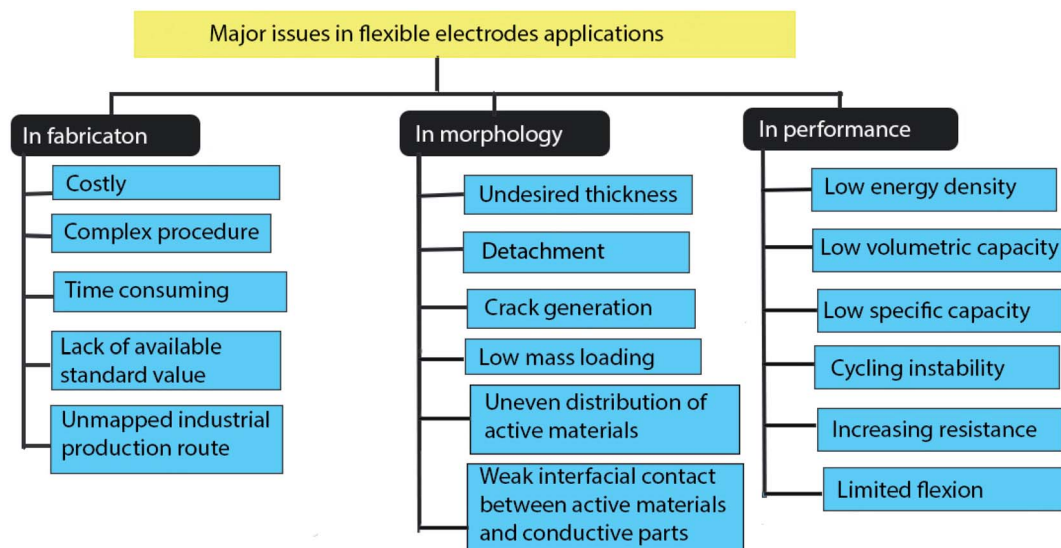 Major issues in flexible electrodes applications
In fabricaton
Costly
Complex procedure
Time consuming
Lack of available
standard value
Unmapped industrial
production route
In morphology
Undesired thickness
Detachment
Crack generation
Low mass loading
Uneven distribution of
active materials
Weak interfacial contact
between active materials
and conductive parts
In performance
Low energy density
Low volumetric capacity
Low specific capacity
Cycling instability
Increasing resistance
Limited flexion